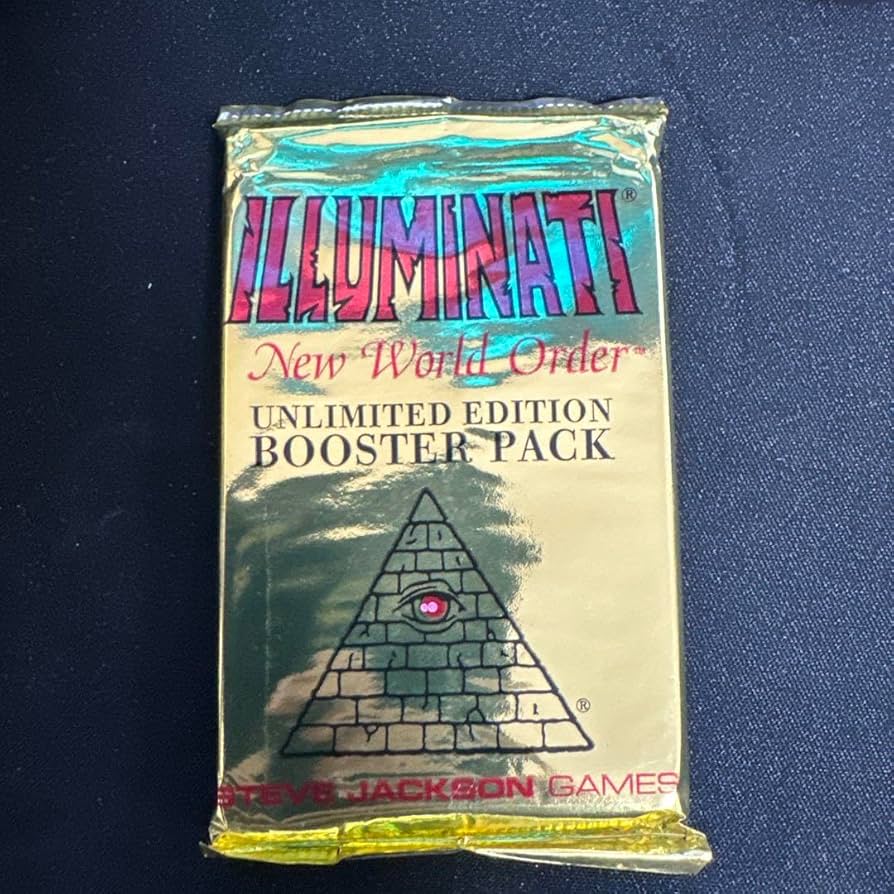 ILLUMINATI®
New World Order™
UNLIMITED EDITION
BOOSTER PACK
®
STEVE JACKSON GAMES